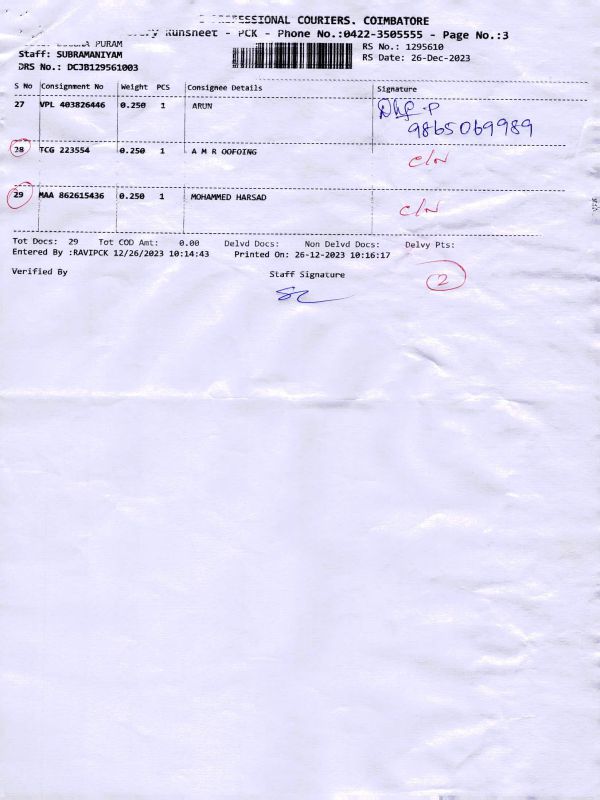 PROFESSIONAL COURIERS. COIMBATORE
Runsheet - PCK - Phone No.:0422-3505555 - Page No.:3
PURAM
RS No.: 1295610
Staff: SUBRAMANIYAM
RS Date: 26-Dec-2023
DRS No.: DCJB129561003
S No Consignment No Weight PCS Consignee Details Signature
27 VPL 403826446 0.250 1 ARUN
9865069989
28 TCG 223554 0.250 1 A M R OOFOING C/N
29 MAA 862615436 0.250 1 MOHAMMED HARSAD C/N
Tot Docs: 29 Tot COD Amt: 0.00 Delvd Docs: Non Delvd Docs: Delvy Pts:
Entered By :RAVIPCK 12/26/2023 10:14:43 Printed On: 26-12-2023 10:16:17
Verified By Staff Signature 2